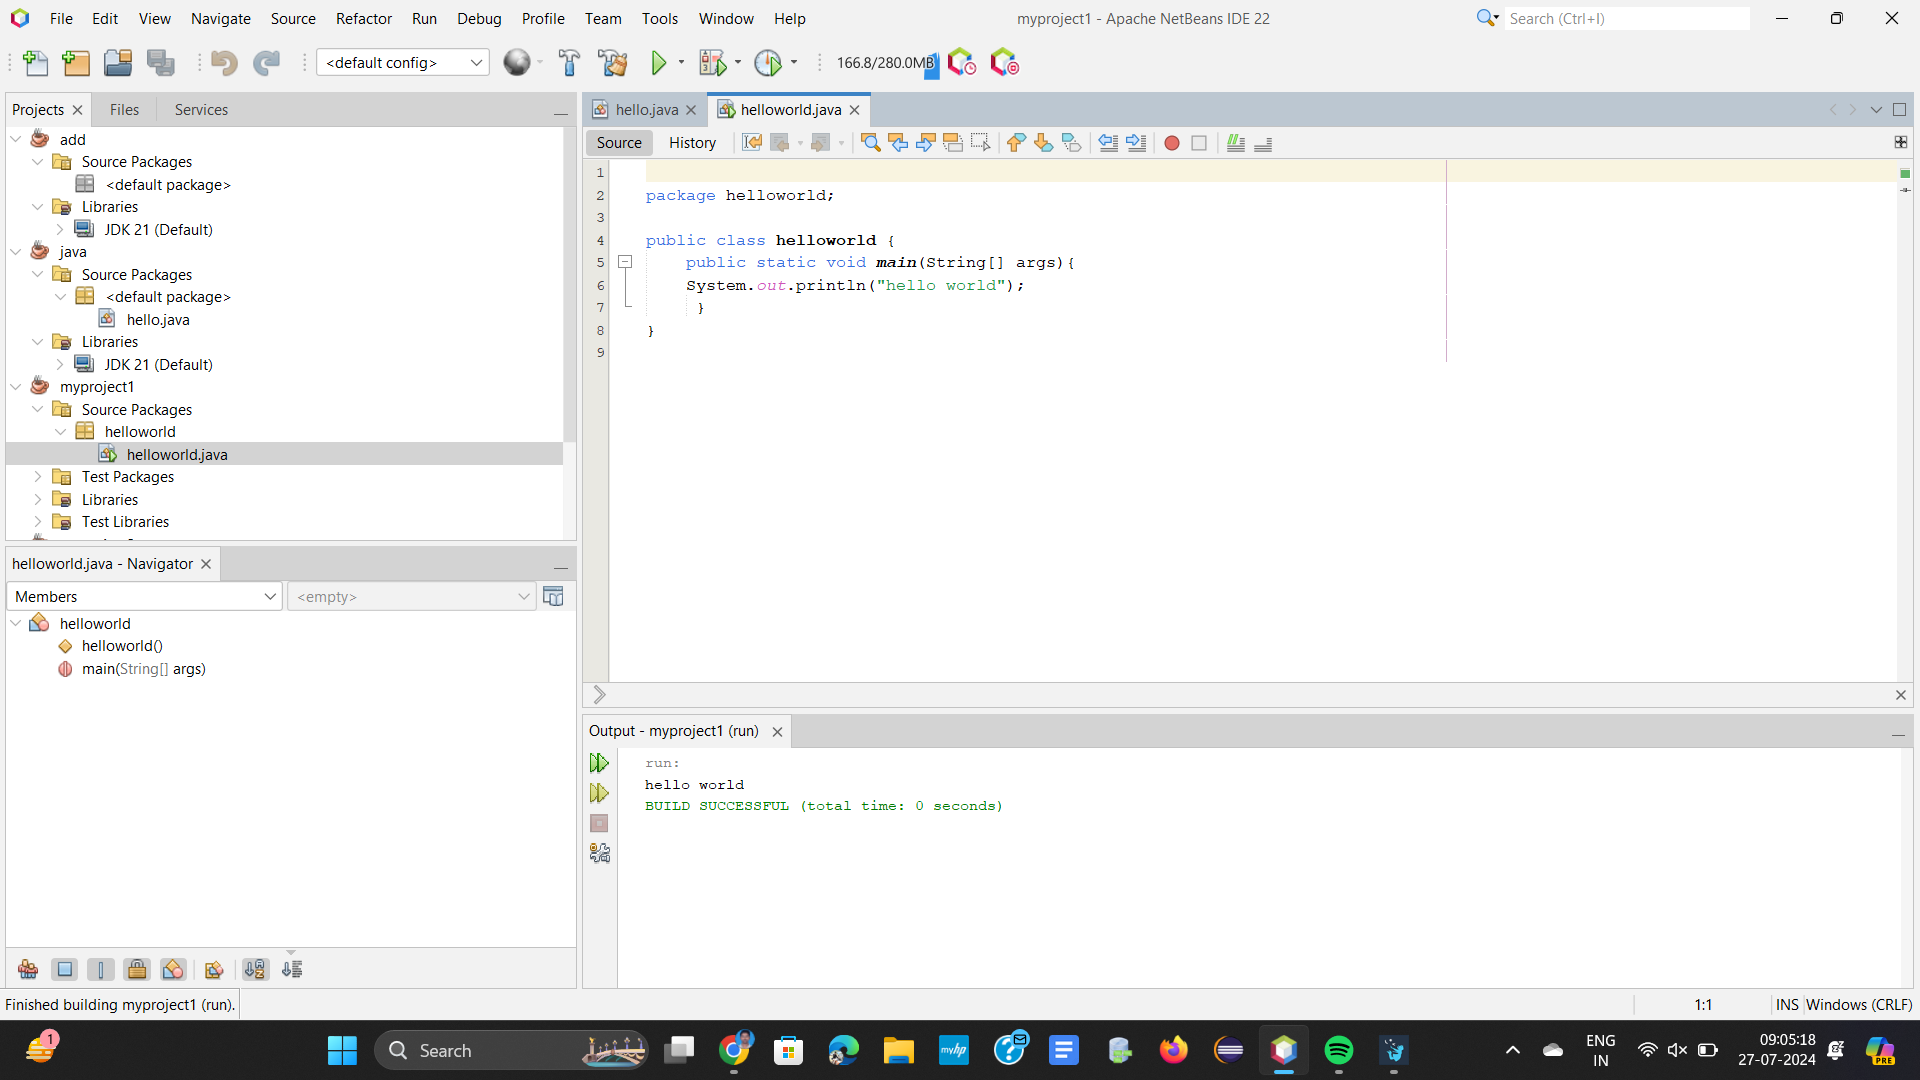 File Edit View Navigate Source Refactor Run Debug Profile Team Tools Window Help
myproject1 - Apache NetBeans IDE 22
Search (Ctrl+I)
<default config>
166.8/280.0MB
Projects Files Services
add
Source Packages
<default package>
Libraries
JDK 21 (Default)
java
Source Packages
<default package>
hello.java
Libraries
JDK 21 (Default)
myproject1
Source Packages
helloworld
helloworld.java
Test Packages
Libraries
Test Libraries
helloworld.java - Navigator
Members
<empty>
helloworld
helloworld()
main(String[] args)
hello.java helloworld.java
Source History
1
2 package helloworld;
3
4 public class helloworld {
5 public static void main(String[] args){
6 System.out.println("hello world");
7 }
8 }
9
Output - myproject1 (run)
run:
hello world
BUILD SUCCESSFUL (total time: 0 seconds)
Finished building myproject1 (run).
1:1
INS
Windows (CRLF)
1
Search
myhp
ENG
IN
09:05:18
27-07-2024
PRE